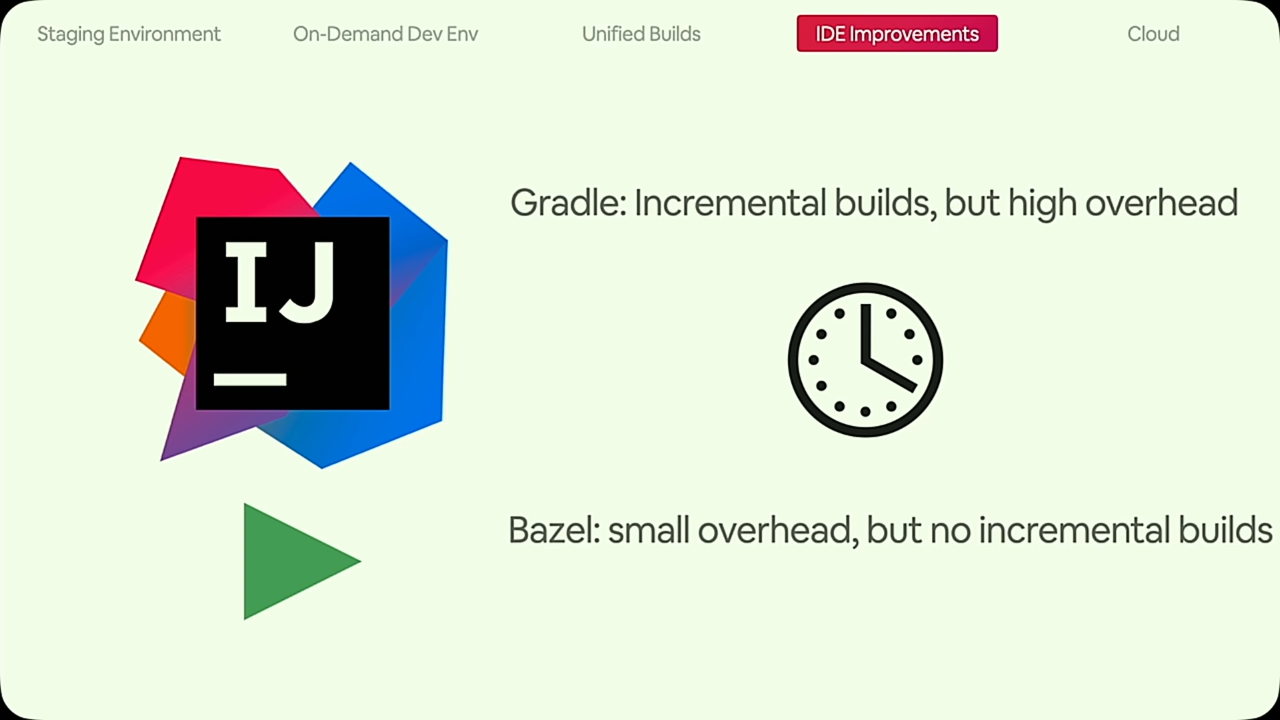 Staging Environment
On-Demand Dev Env
Unified Builds
IDE Improvements
Cloud
IJ
Gradle: Incremental builds, but high overhead
Bazel: small overhead, but no incremental builds